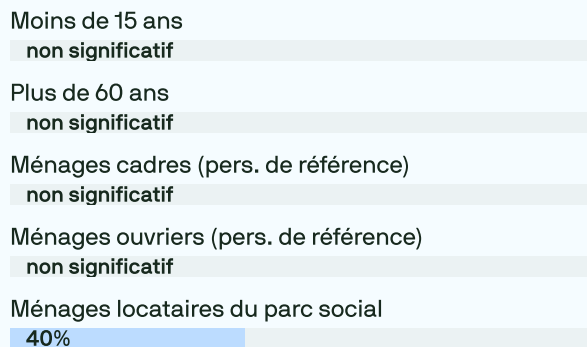 Moins de 15 ans
non significatif
Plus de 60 ans
non significatif
Ménages cadres (pers. de référence)
non significatif
Ménages ouvriers (pers. de référence)
non significatif
Ménages locataires du parc social
40%